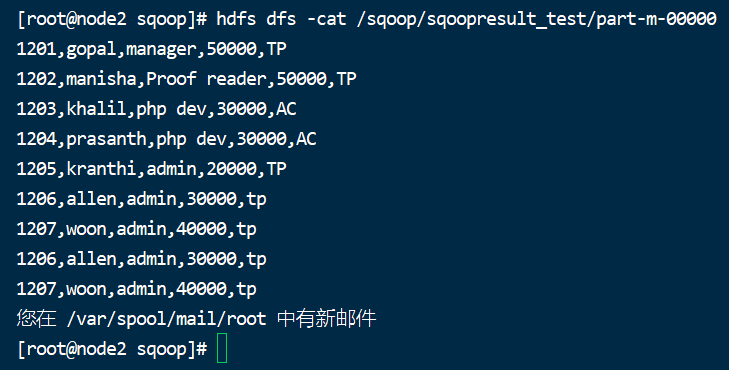 [root@node2 sqoop]# hdfs dfs -cat /sqoop/sqoopresult_test/part-m-00000
1201,gopal,manager,50000,TP
1202,manisha,Proof reader,50000,TP
1203,khalil,php dev,30000,AC
1204,prasanth,php dev,30000,AC
1205,kranthi,admin,20000,TP
1206,allen,admin,30000,tp
1207,woon,admin,40000,tp
1206,allen,admin,30000,tp
1207,woon,admin,40000,tp
您在 /var/spool/mail/root 中有新邮件
[root@node2 sqoop]#